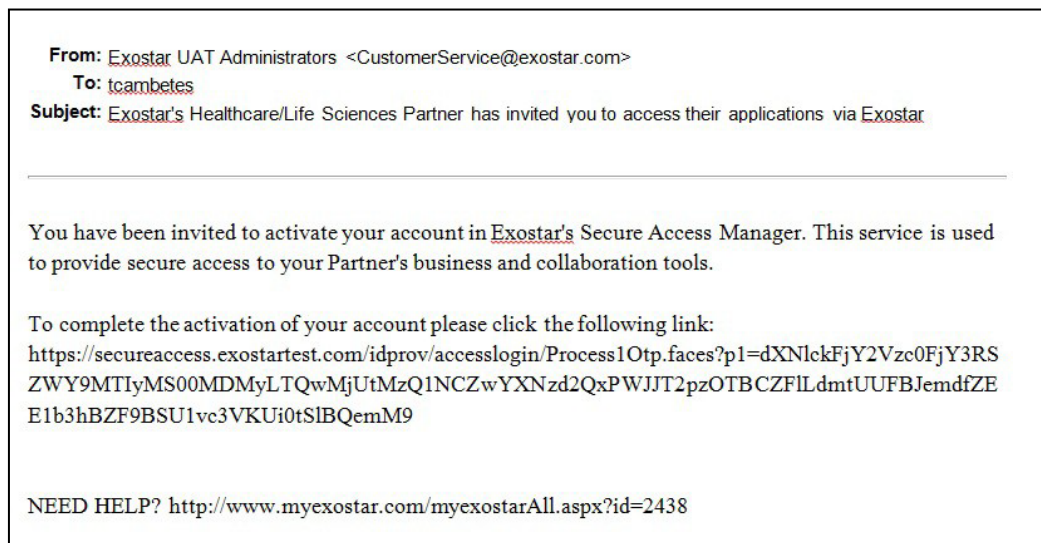 From: Exostar UAT Administrators <CustomerService@exostar.com>
To: tcambetes
Subject: Exostar's Healthcare/Life Sciences Partner has invited you to access their applications via Exostar
You have been invited to activate your account in Exostar's Secure Access Manager. This service is used
to provide secure access to your Partner's business and collaboration tools.
To complete the activation of your account please click the following link:
https://secureaccess.exostartest.com/idprov/accesslogin/Process1Otp.faces?p1=dXNlckFjY2Vzc0FjY3RS
ZWY9MTIyMS00MDMyLTQwMjUtMzQ1NCZwYXNzd2QxPWJJT2pzOTBCZFlLdmtUUFBJemdfZE
E1b3hBZF9BSU1vc3VKUi0tSlBQemM9
NEED HELP? http://www.myexostar.com/myexostarAll.aspx?id=2438